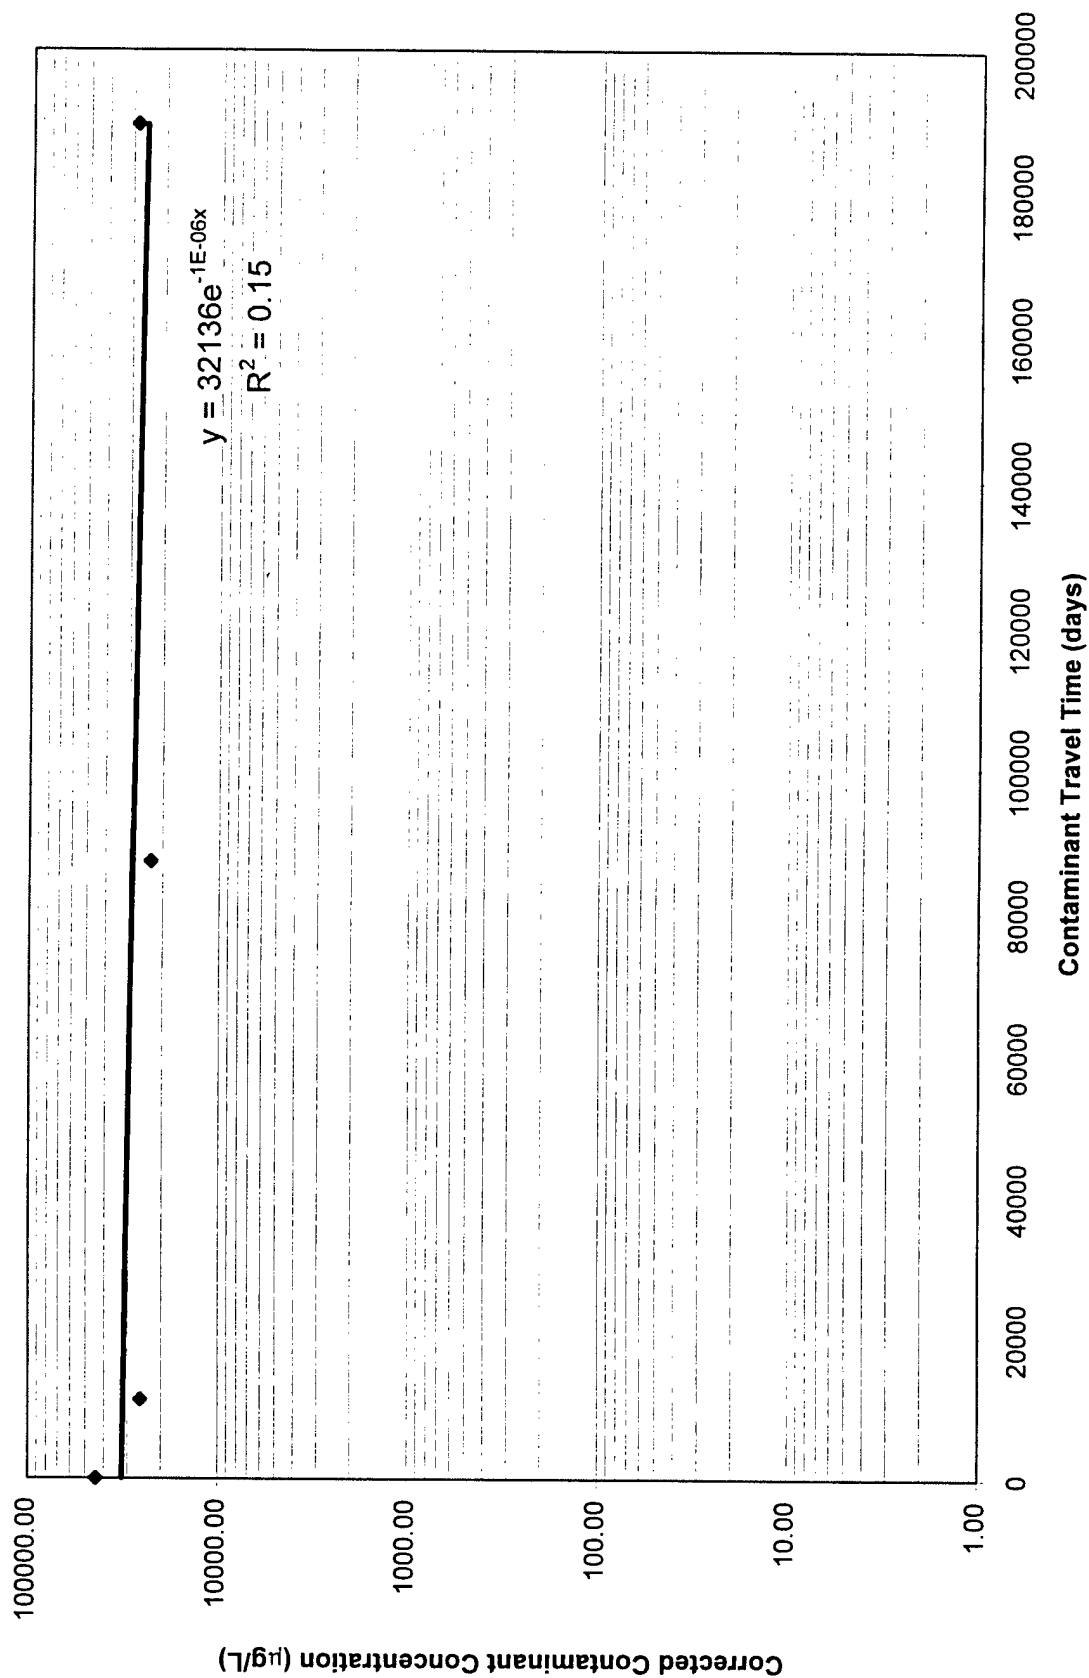 Corrected Contaminant Concentration (µg/L)
100000.00
10000.00
1000.00
100.00
10.00
1.00
y = 32136e^-1E-06x
R² = 0.15
0 20000 40000 60000 80000 100000 120000 140000 160000 180000 200000
Contaminant Travel Time (days)